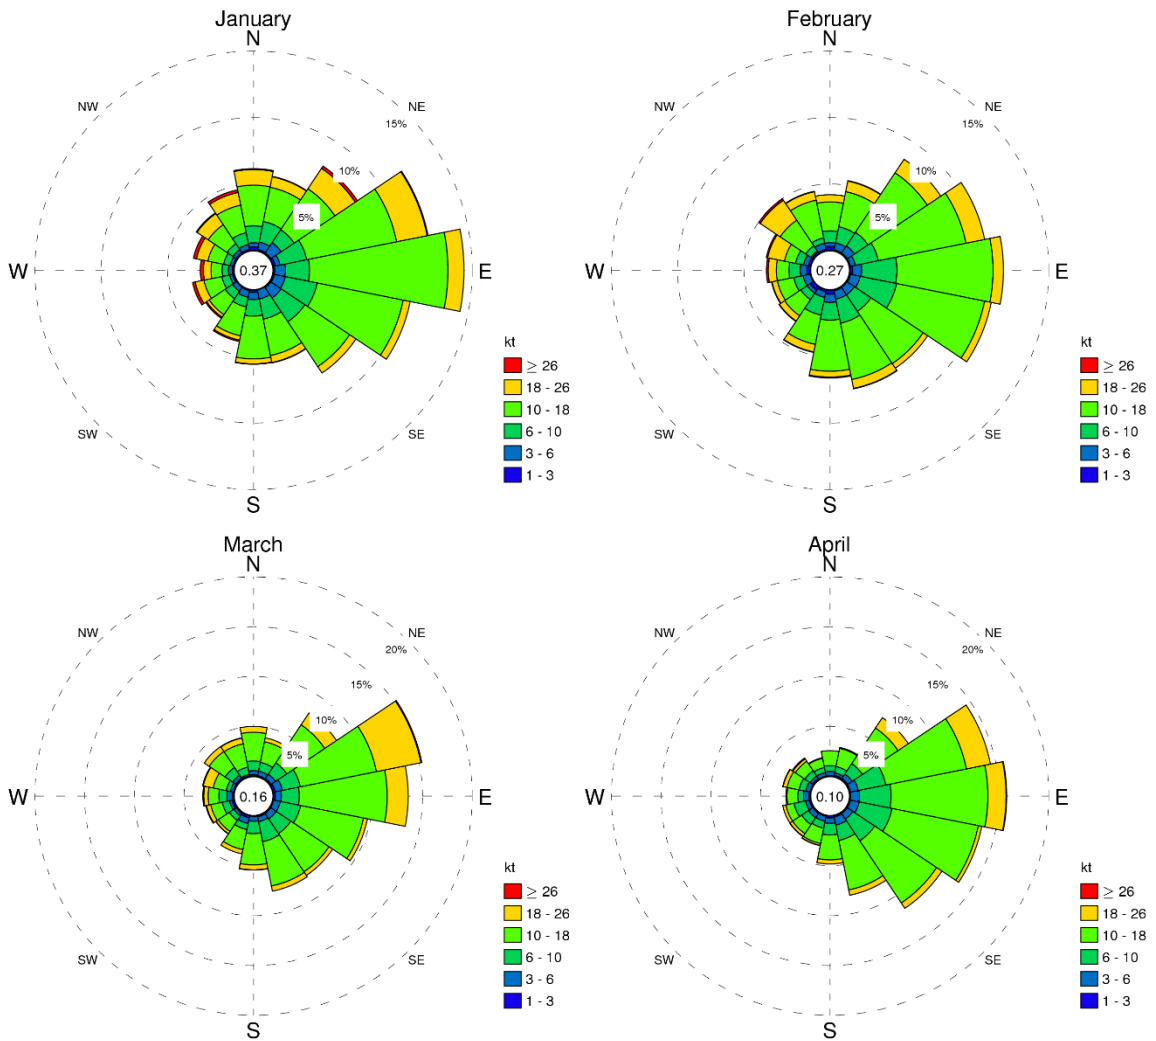 January
N
NW
NE
15%
10%
5%
W
0.37
E
SW
SE
S
kt
≥ 26
18 - 26
10 - 18
6 - 10
3 - 6
1 - 3
February
N
NW
NE
15%
10%
5%
W
0.27
E
SW
SE
S
kt
≥ 26
18 - 26
10 - 18
6 - 10
3 - 6
1 - 3
March
N
NW
NE
20%
15%
10%
5%
W
0.16
E
SW
SE
S
kt
≥ 26
18 - 26
10 - 18
6 - 10
3 - 6
1 - 3
April
N
NW
NE
20%
15%
10%
5%
W
0.10
E
SW
SE
S
kt
≥ 26
18 - 26
10 - 18
6 - 10
3 - 6
1 - 3